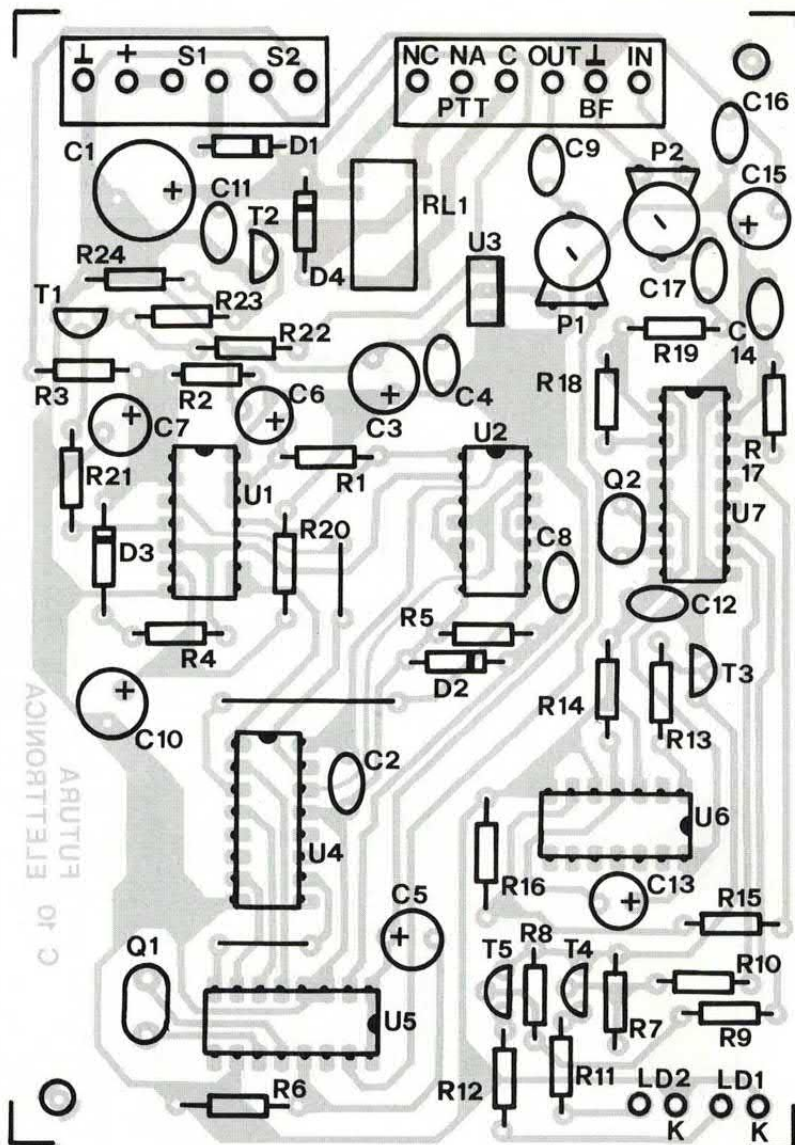 ⊥ + S1 S2
NC NA C OUT ⊥ IN
PTT BF
C16
C1
D1
C9
P2
C15
C11
T2
RL1
U3
R24
D4
C17
T1
R23
P1
C
14
R22
R19
R3
R2
C6
C3
C4
R18
C7
R
17
R21
R1
U2
Q2
U1
U7
D3
R20
C8
C12
R4
R5
D2
T3
R14
R13
C10
C2
U4
U6
R16
C13
C5
R15
Q1
T5
R8
T4
R10
U5
R7
R9
R6
R12
R11
LD2 LD1
K K
C 10 ELETTRONICA
FUTURA